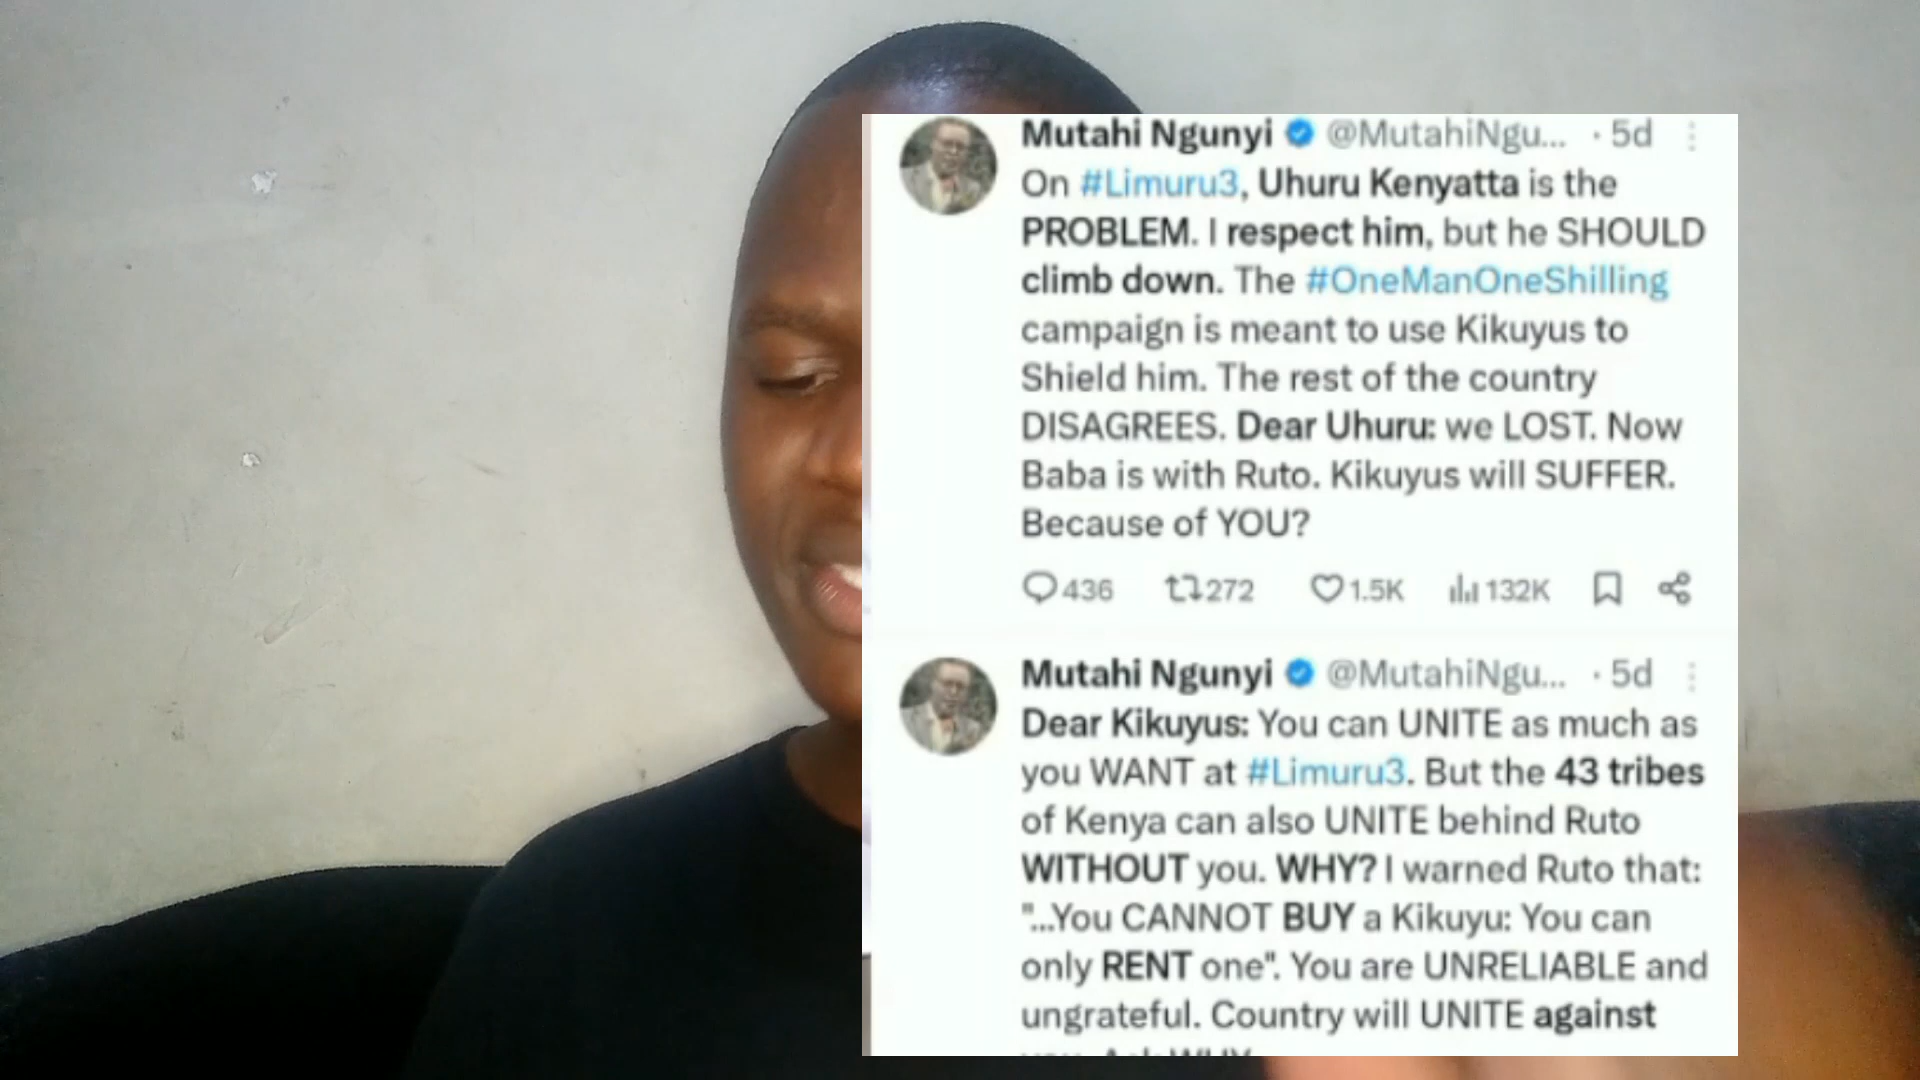 Mutahi Ngunyi @MutahiNgu... · 5d
On #Limuru3, Uhuru Kenyatta is the
PROBLEM. I respect him, but he SHOULD
climb down. The #OneManOneShilling
campaign is meant to use Kikuyus to
Shield him. The rest of the country
DISAGREES. Dear Uhuru: we LOST. Now
Baba is with Ruto. Kikuyus will SUFFER.
Because of YOU?
436 272 1.5K 132K
Mutahi Ngunyi @MutahiNgu... · 5d
Dear Kikuyus: You can UNITE as much as
you WANT at #Limuru3. But the 43 tribes
of Kenya can also UNITE behind Ruto
WITHOUT you. WHY? I warned Ruto that:
"...You CANNOT BUY a Kikuyu: You can
only RENT one". You are UNRELIABLE and
ungrateful. Country will UNITE against